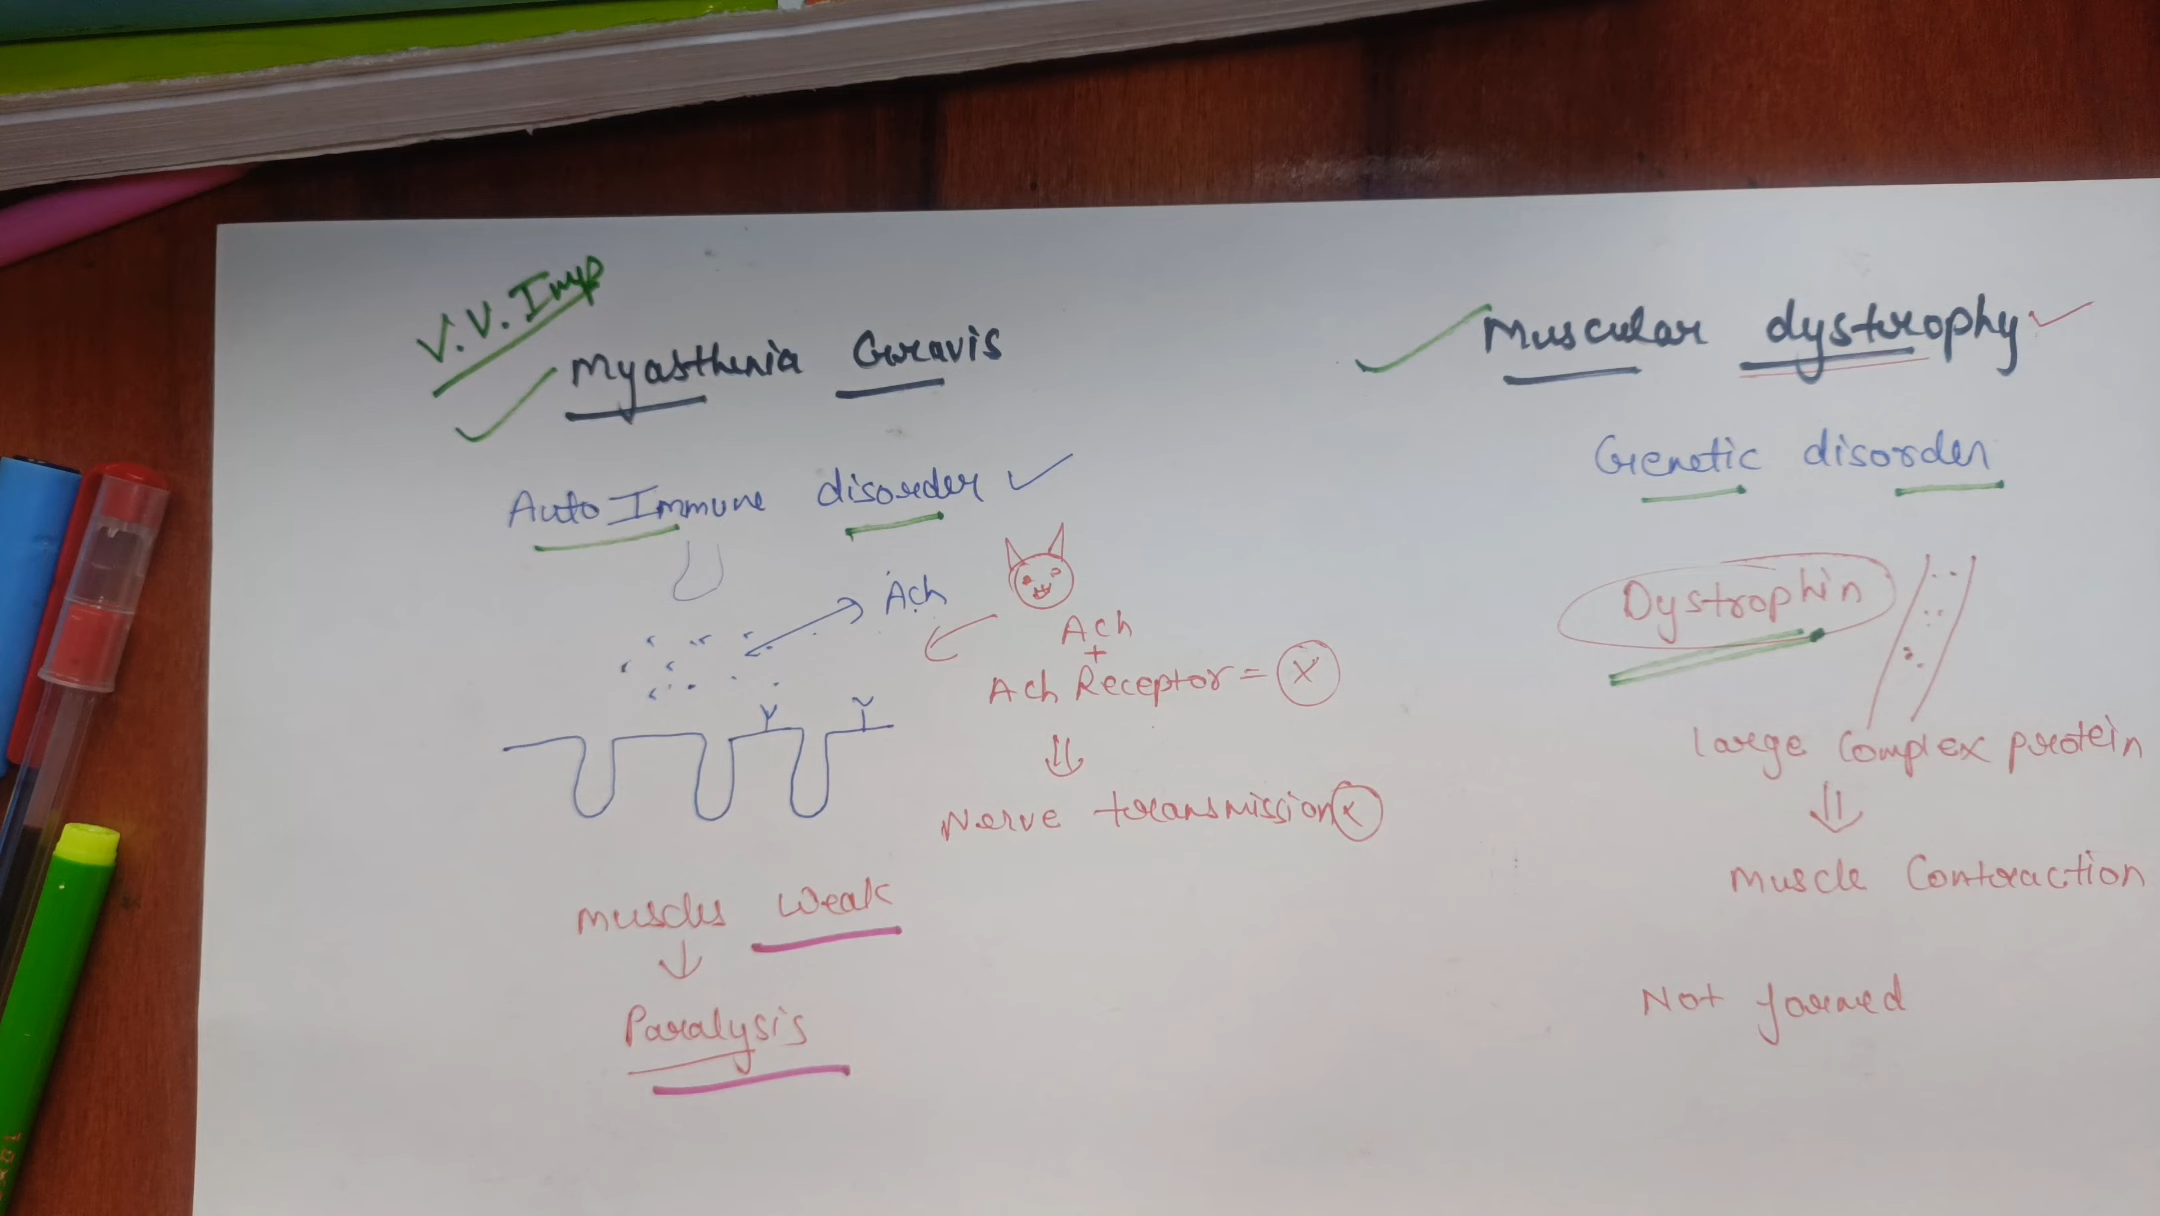 V.V. Imp
Myasthenia Gravis
Auto Immune disorder
Ach
Ach
+
Ach Receptor = X
Nerve transmission X
Muscles Weak
Paralysis
Muscular dystrophy
Genetic disorder
Dystrophin
large Complex protein
Muscle Contraction
Not formed